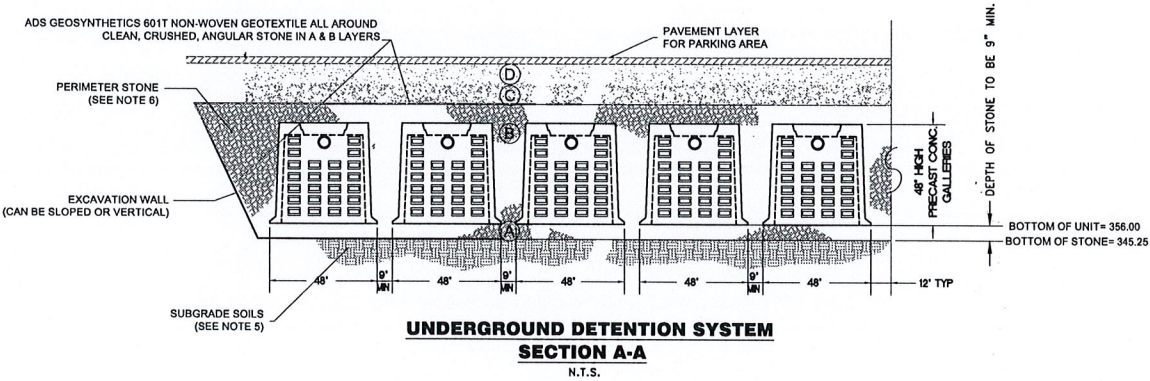 ADS GEOSYNTHETICS 601T NON-WOVEN GEOTEXTILE ALL AROUND
CLEAN, CRUSHED, ANGULAR STONE IN A & B LAYERS
PAVEMENT LAYER
FOR PARKING AREA
PERIMETER STONE
(SEE NOTE 6)
D
C
B
A
EXCAVATION WALL
(CAN BE SLOPED OR VERTICAL)
SUBGRADE SOILS
(SEE NOTE 5)
48" HIGH
PRECAST CONC.
GALLERIES
DEPTH OF STONE TO BE 9" MIN.
BOTTOM OF UNIT= 356.00
BOTTOM OF STONE= 345.25
48"
9"
MIN
48"
9"
MIN
48"
48"
9"
MIN
48"
12" TYP
UNDERGROUND DETENTION SYSTEM
SECTION A-A
N.T.S.